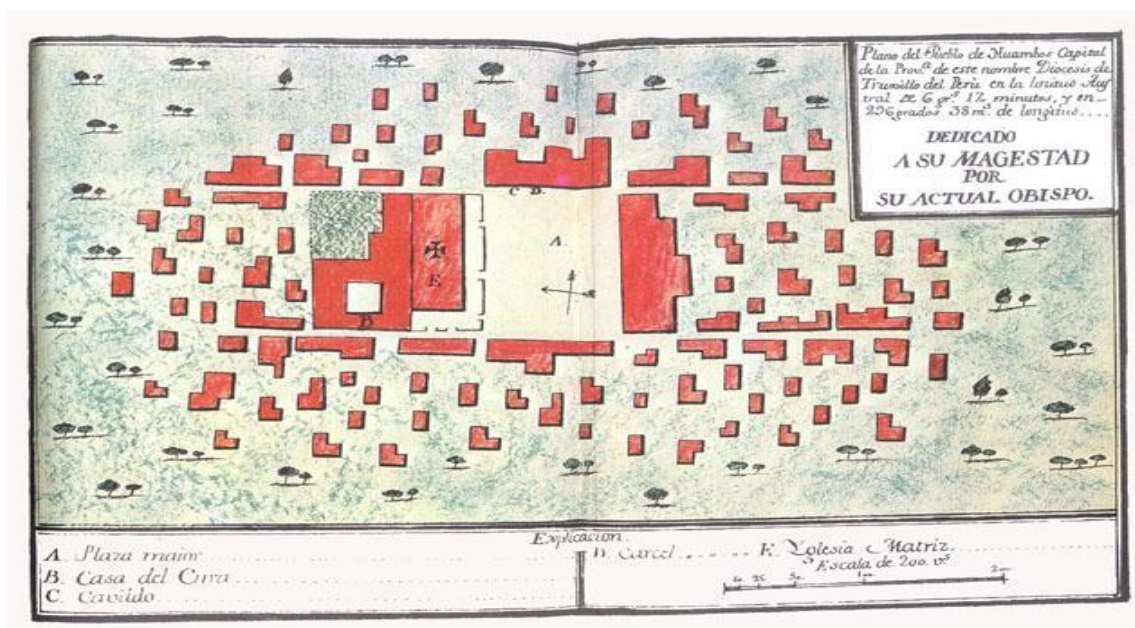 Plano del Pueblo de Huambos Capital
de la Prov.ª de este nombre Diocesis de
Truxillo del Perù en la latitud Aus
tral de 6 gr.s 12 minutos, y en
296 grados 38 m.s de longitud....
DEDICADO
A SU MAGESTAD
POR
SU ACTUAL OBISPO.
C D.
A
E
B
Explicacion.
A. Plaza maior
B. Casa del Cura
C. Cavildo
D. Carcel
E. Yglesia Matriz.
Escala de 200. v.s